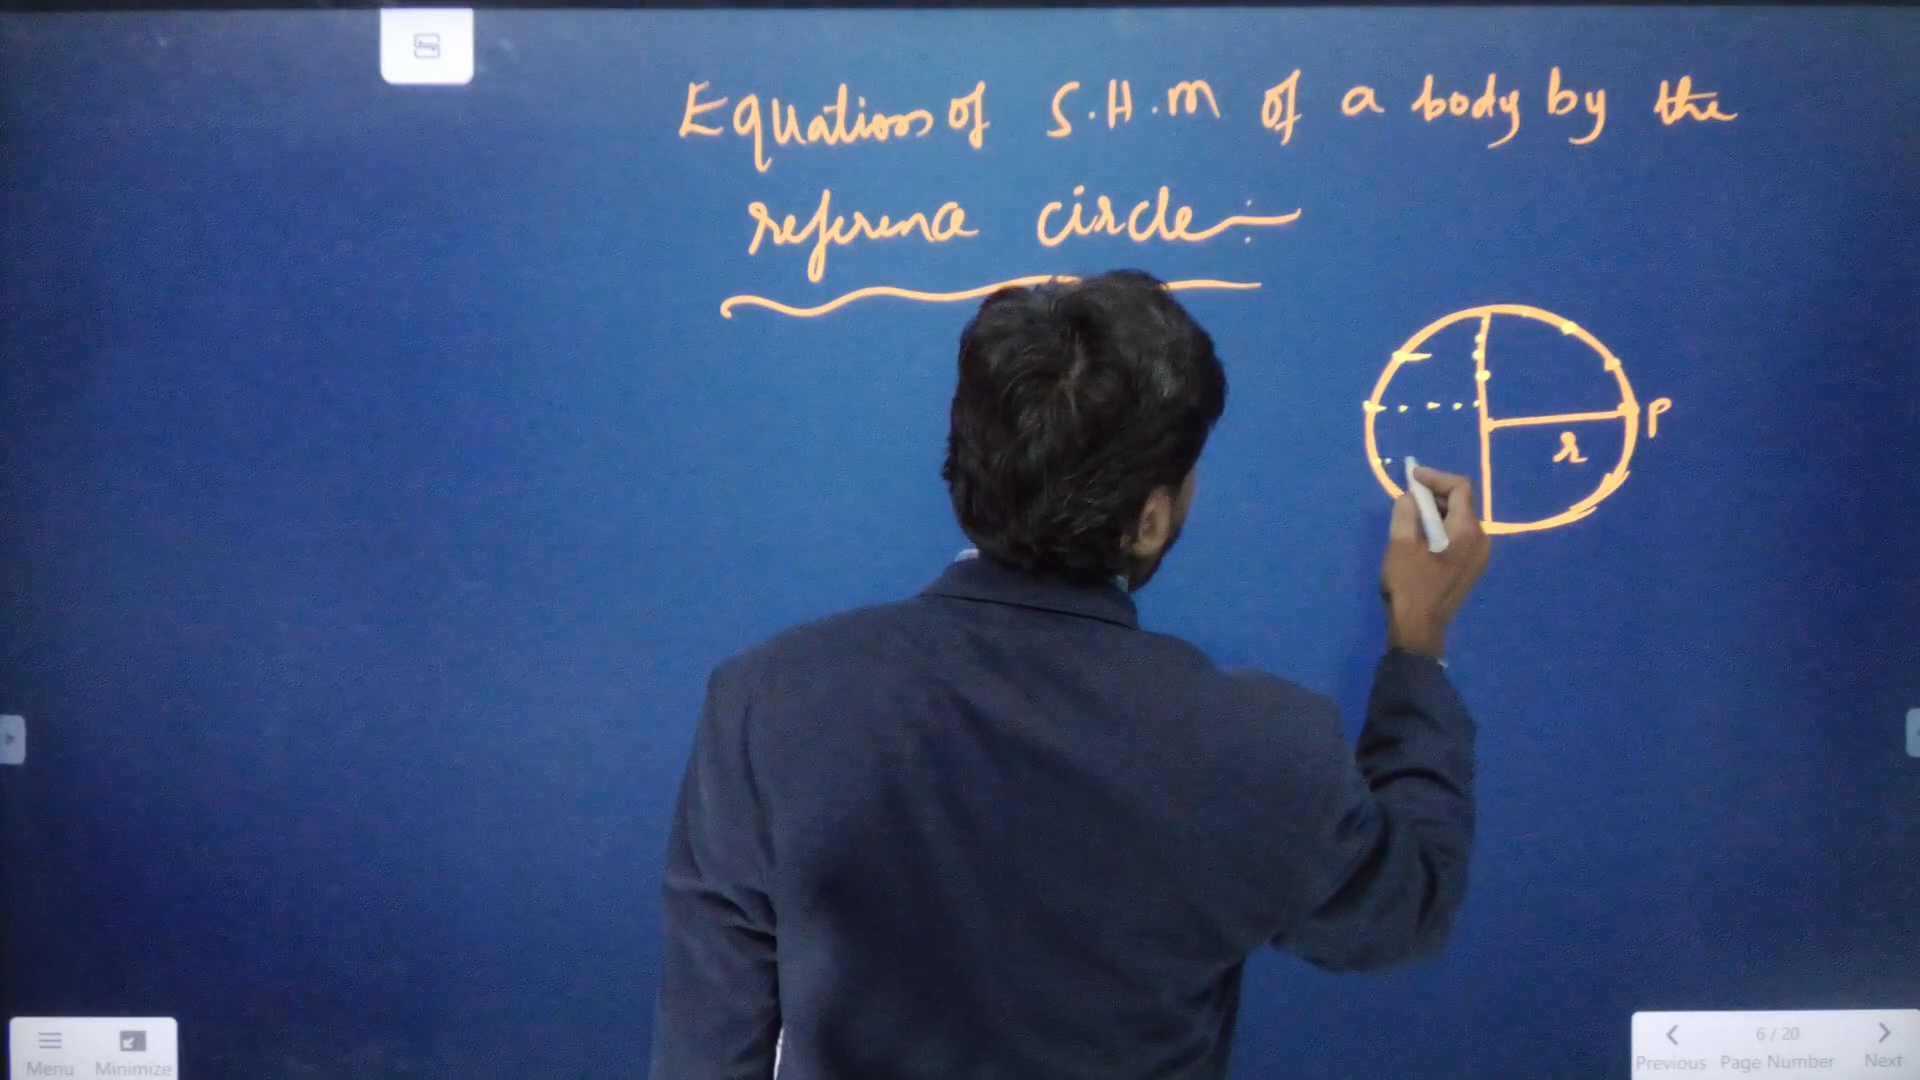 Equations of S.H.M of a body by the
reference circle:-
P
r
Menu Minimize
6/20
Previous Page Number Next